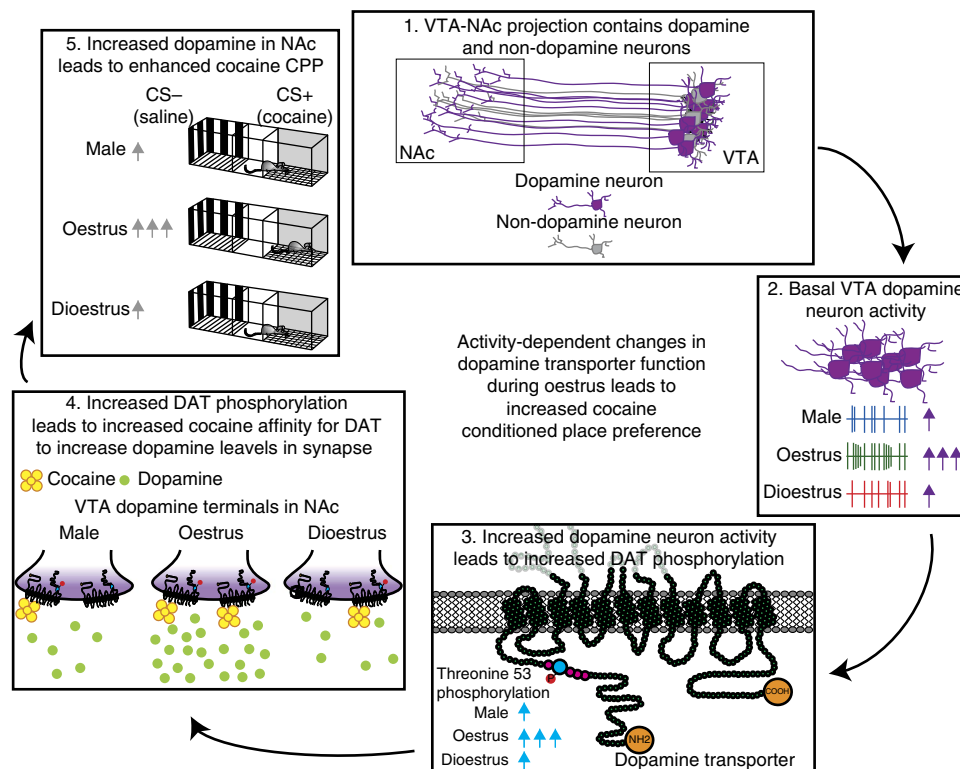 1. VTA-NAc projection contains dopamine
and non-dopamine neurons
NAc
VTA
Dopamine neuron
Non-dopamine neuron
2. Basal VTA dopamine
neuron activity
Male
Oestrus
Dioestrus
3. Increased dopamine neuron activity
leads to increased DAT phosphorylation
Threonine 53
phosphorylation
P
Male
Oestrus
Dioestrus
COOH
NH2
Dopamine transporter
4. Increased DAT phosphorylation
leads to increased cocaine affinity for DAT
to increase dopamine leavels in synapse
Cocaine
Dopamine
VTA dopamine terminals in NAc
Male
Oestrus
Dioestrus
5. Increased dopamine in NAc
leads to enhanced cocaine CPP
CS–
(saline)
CS+
(cocaine)
Male
Oestrus
Dioestrus
Activity-dependent changes in
dopamine transporter function
during oestrus leads to
increased cocaine
conditioned place preference